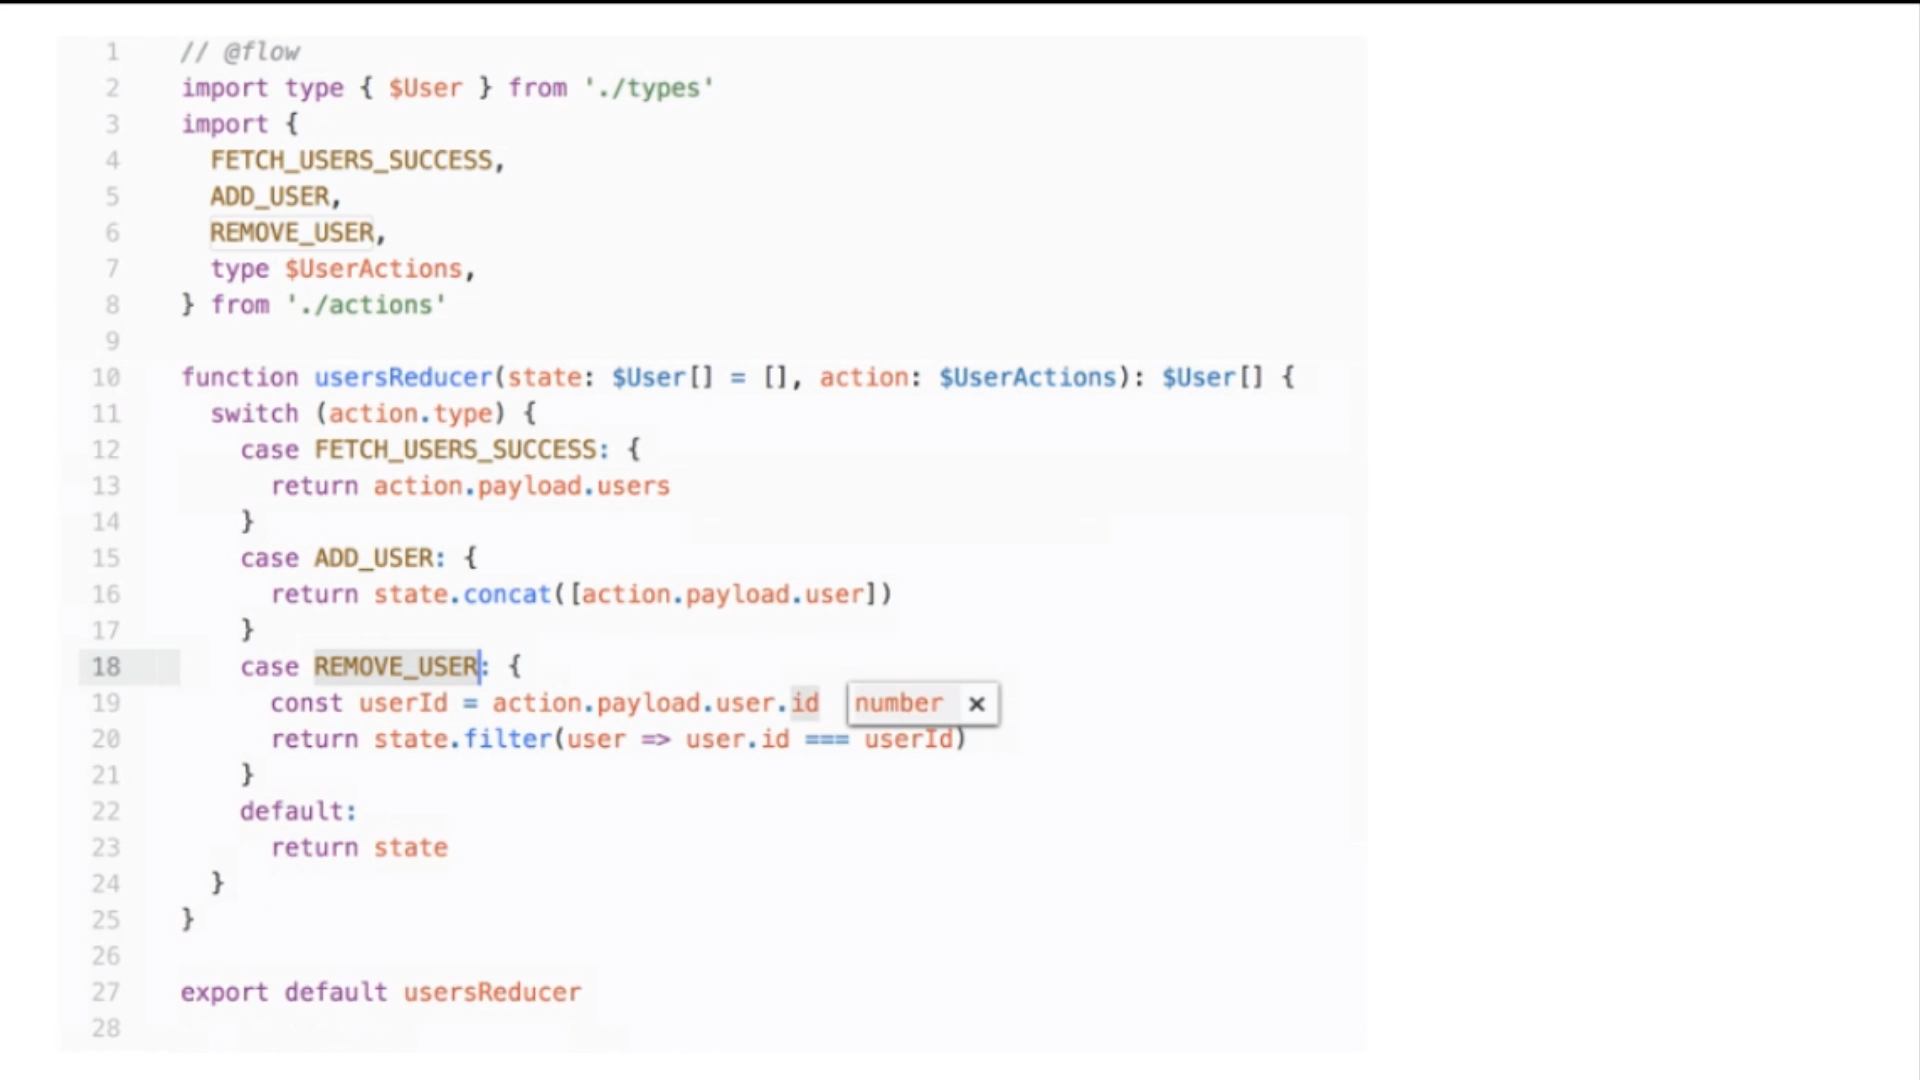 1 // @flow
2 import type { $User } from './types'
3 import {
4   FETCH_USERS_SUCCESS,
5   ADD_USER,
6   REMOVE_USER,
7   type $UserActions,
8 } from './actions'
9
10 function usersReducer(state: $User[] = [], action: $UserActions): $User[] {
11   switch (action.type) {
12     case FETCH_USERS_SUCCESS: {
13       return action.payload.users
14     }
15     case ADD_USER: {
16       return state.concat([action.payload.user])
17     }
18     case REMOVE_USER: {
19       const userId = action.payload.user.id number ×
20       return state.filter(user => user.id === userId)
21     }
22     default:
23       return state
24   }
25 }
26
27 export default usersReducer
28